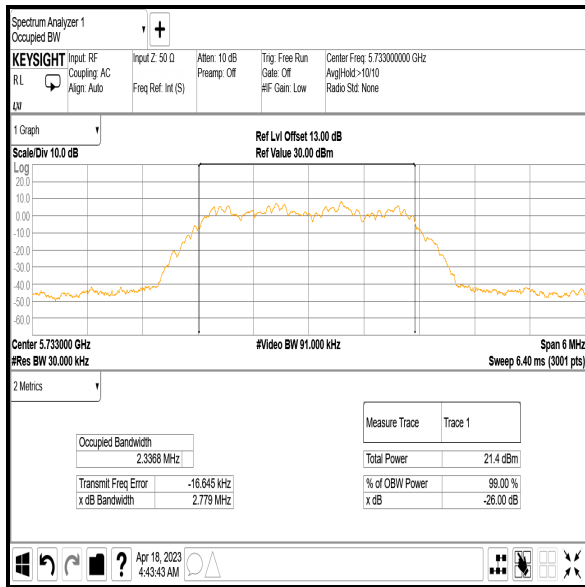 Spectrum Analyzer 1
Occupied BW
+
KEYSIGHT
RL
LXI
Input: RF
Coupling: AC
Align: Auto
Input Z: 50 Ω
Freq Ref: Int (S)
Atten: 10 dB
Preamp: Off
Trig: Free Run
Gate: Off
#IF Gain: Low
Center Freq: 5.733000000 GHz
Avg|Hold:>10/10
Radio Std: None
1 Graph
Scale/Div 10.0 dB
Ref Lvl Offset 13.00 dB
Ref Value 30.00 dBm
Log
20.0
10.0
0.00
-10.0
-20.0
-30.0
-40.0
-50.0
-60.0
Center 5.733000 GHz
#Video BW 91.000 kHz
Span 6 MHz
#Res BW 30.000 kHz
Sweep 6.40 ms (3001 pts)
2 Metrics
Occupied Bandwidth
2.3368 MHz
Transmit Freq Error -16.645 kHz
x dB Bandwidth 2.779 MHz
Measure Trace Trace 1
Total Power 21.4 dBm
% of OBW Power 99.00 %
x dB -26.00 dB
?
Apr 18, 2023
4:43:43 AM